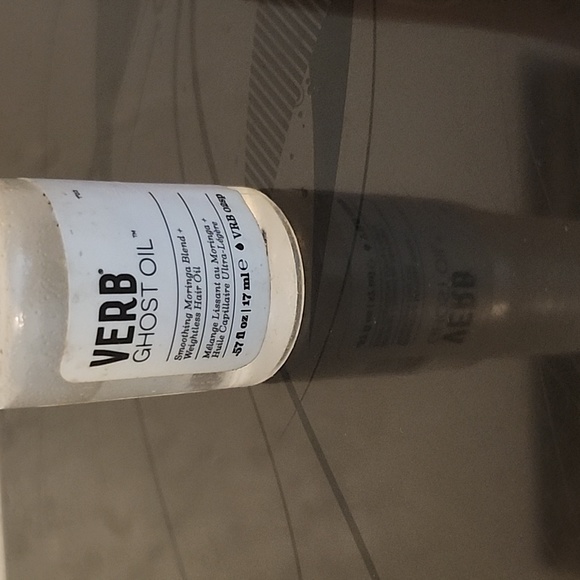 VERB®
GHOST OIL™
Smoothing Moringa Blend +
Weightless Hair Oil
Mélange Lissant au Moringa +
Huile Capillaire Ultra-Légère
.57 fl oz | 17 ml ℮ VRB 025p